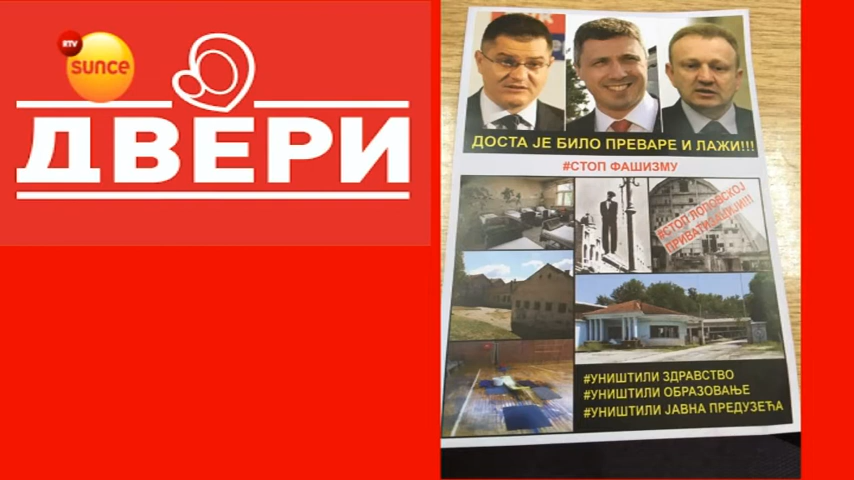 RTV
sunce
ДВЕРИ
ДОСТА ЈЕ БИЛО ПРЕВАРЕ И ЛАЖИ!!!
#СТОП ФАШИЗМУ
#СТОП ЛОПОВСКОЈ
ПРИВАТИЗАЦИЈИ!!!
#УНИШТИЛИ ЗДРАВСТВО
#УНИШТИЛИ ОБРАЗОВАЊЕ
#УНИШТИЛИ ЈАВНА ПРЕДУЗЕЋА